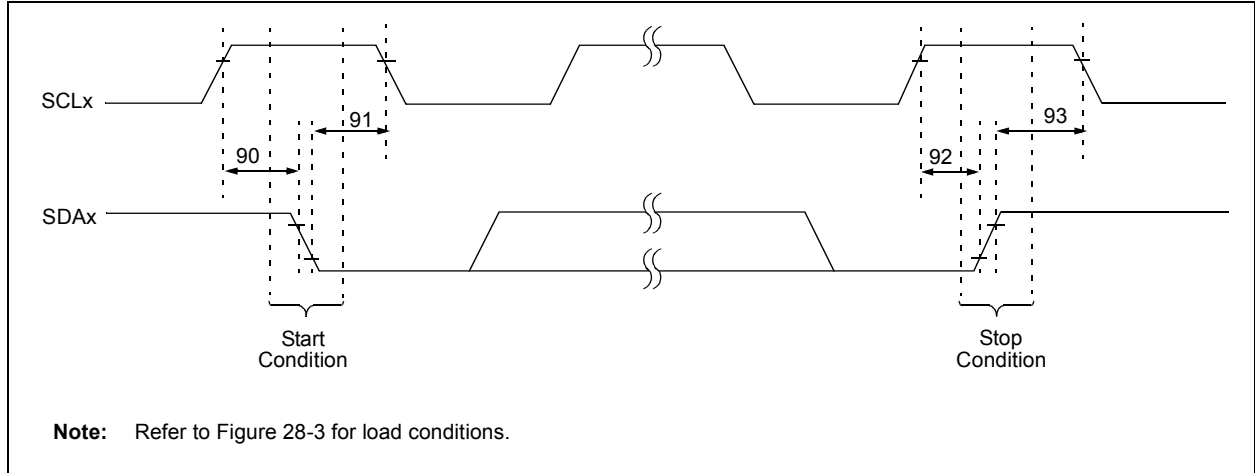 SCLx
91
93
90
92
SDAx
Start
Condition
Stop
Condition
Note: Refer to Figure 28-3 for load conditions.